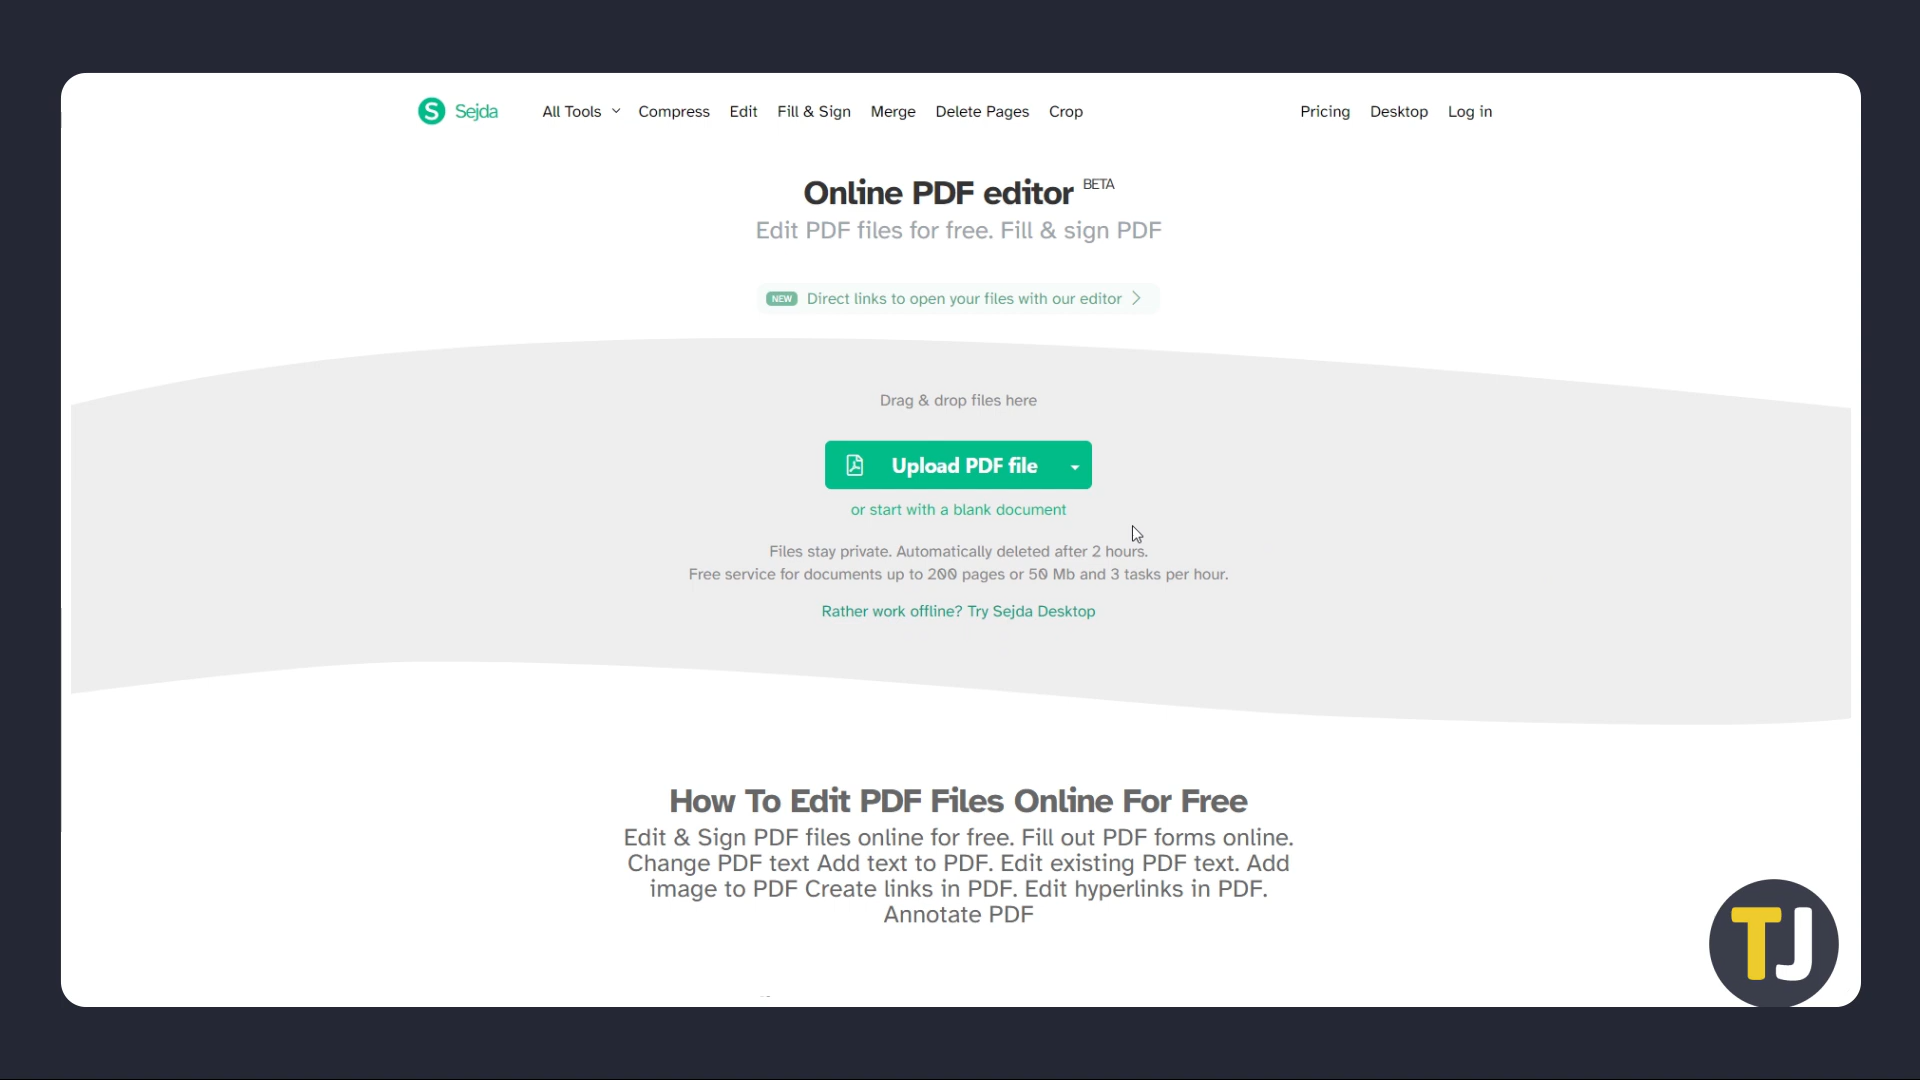 S Sejda All Tools Compress Edit Fill & Sign Merge Delete Pages Crop Pricing Desktop Log in
Online PDF editor BETA
Edit PDF files for free. Fill & sign PDF
NEW Direct links to open your files with our editor
Drag & drop files here
Upload PDF file
or start with a blank document
Files stay private. Automatically deleted after 2 hours.
Free service for documents up to 200 pages or 50 Mb and 3 tasks per hour.
Rather work offline? Try Sejda Desktop
How To Edit PDF Files Online For Free
Edit & Sign PDF files online for free. Fill out PDF forms online.
Change PDF text Add text to PDF. Edit existing PDF text. Add
image to PDF Create links in PDF. Edit hyperlinks in PDF.
Annotate PDF
TJ